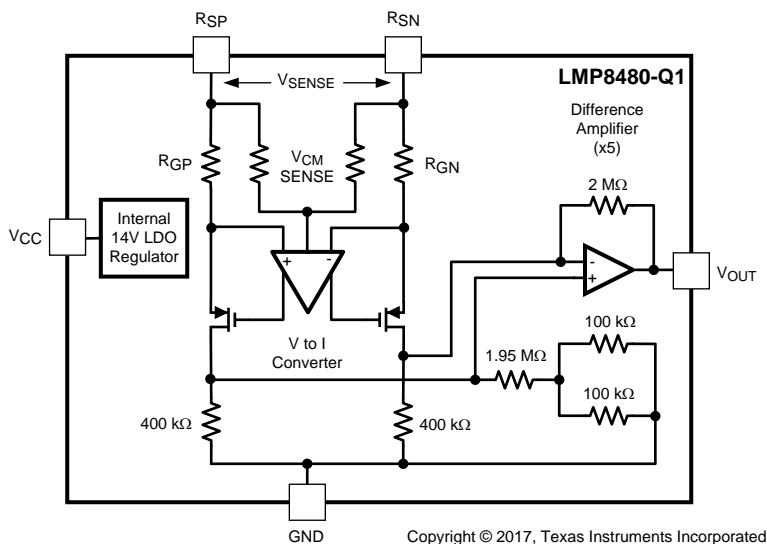 RSP
RSN
LMP8480-Q1
VSENSE
Difference
Amplifier
(x5)
RGP
VCM
SENSE
RGN
2 MΩ
Internal
14V LDO
Regulator
VCC
+
-
-
+
VOUT
V to I
Converter
100 kΩ
1.95 MΩ
100 kΩ
400 kΩ
400 kΩ
GND
Copyright © 2017, Texas Instruments Incorporated